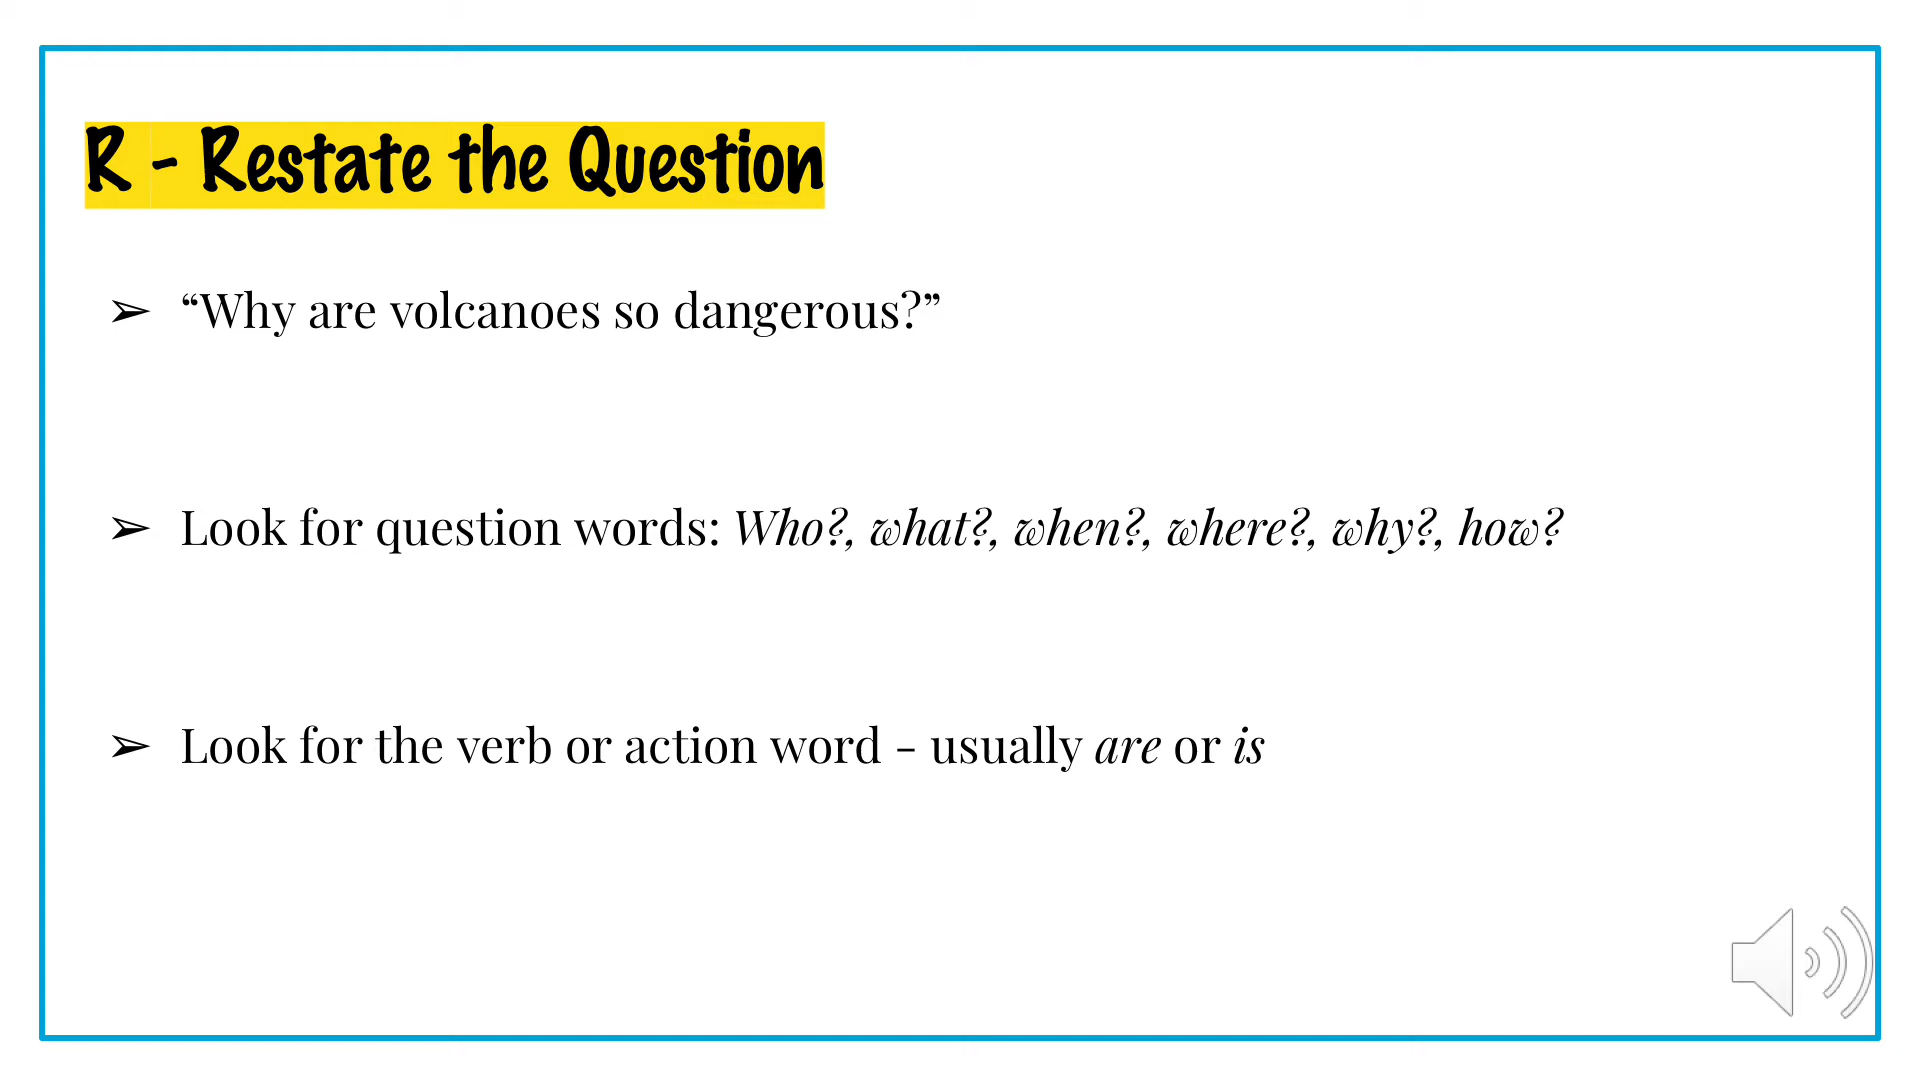 R - Restate the Question
➢ “Why are volcanoes so dangerous?”
➢ Look for question words: Who?, what?, when?, where?, why?, how?
➢ Look for the verb or action word - usually are or is